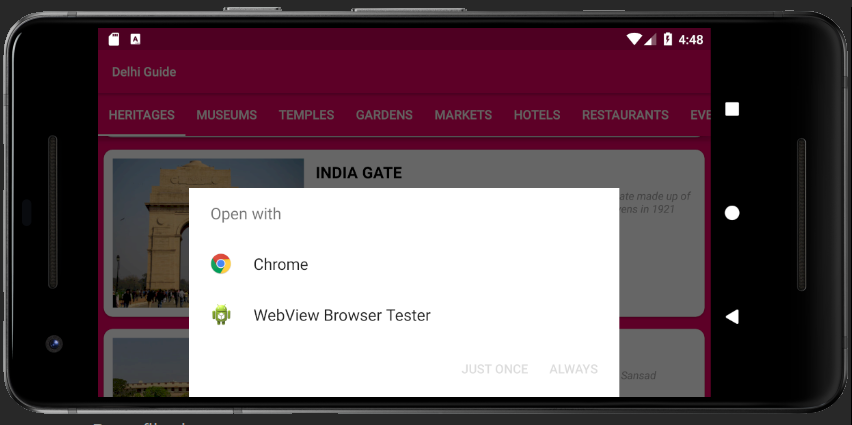 4:48
Delhi Guide
HERITAGES MUSEUMS TEMPLES GARDENS MARKETS HOTELS RESTAURANTS EVE
INDIA GATE
ate made up of
vens in 1921
Open with
Chrome
WebView Browser Tester
JUST ONCE ALWAYS
Sansad